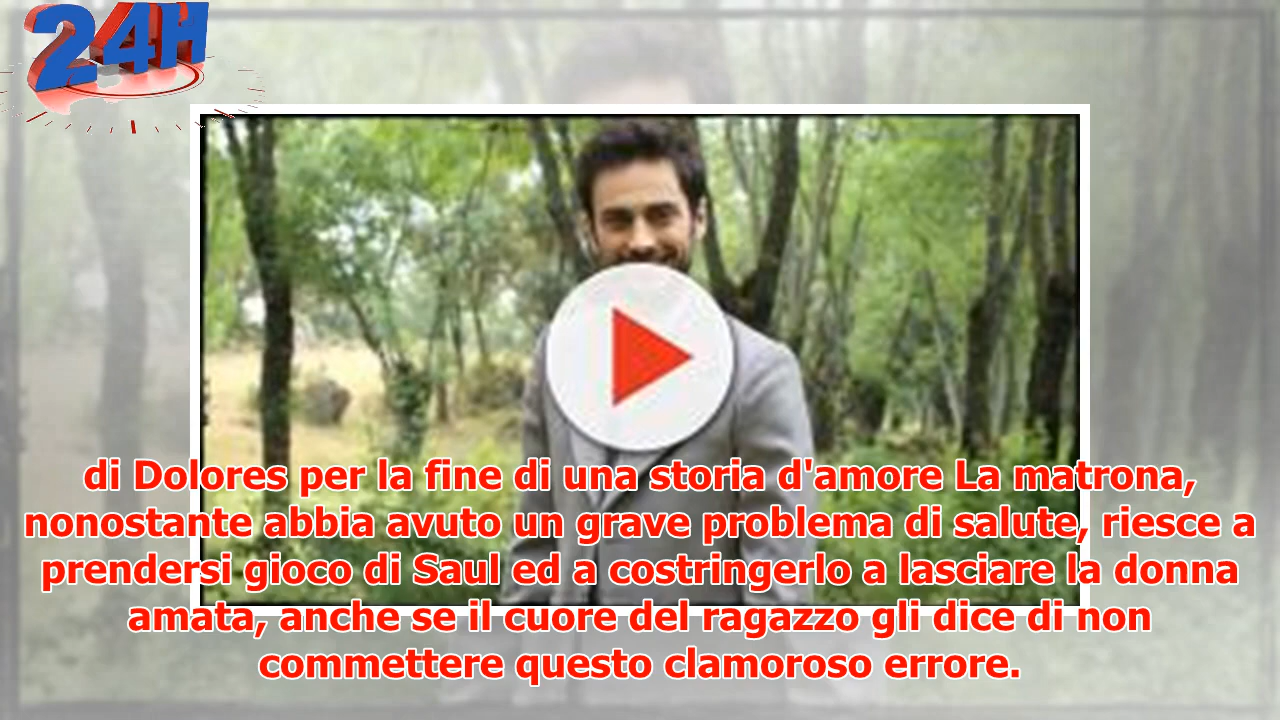 24H
di Dolores per la fine di una storia d'amore La matrona,
nonostante abbia avuto un grave problema di salute, riesce a
prendersi gioco di Saul ed a costringerlo a lasciare la donna
amata, anche se il cuore del ragazzo gli dice di non
commettere questo clamoroso errore.